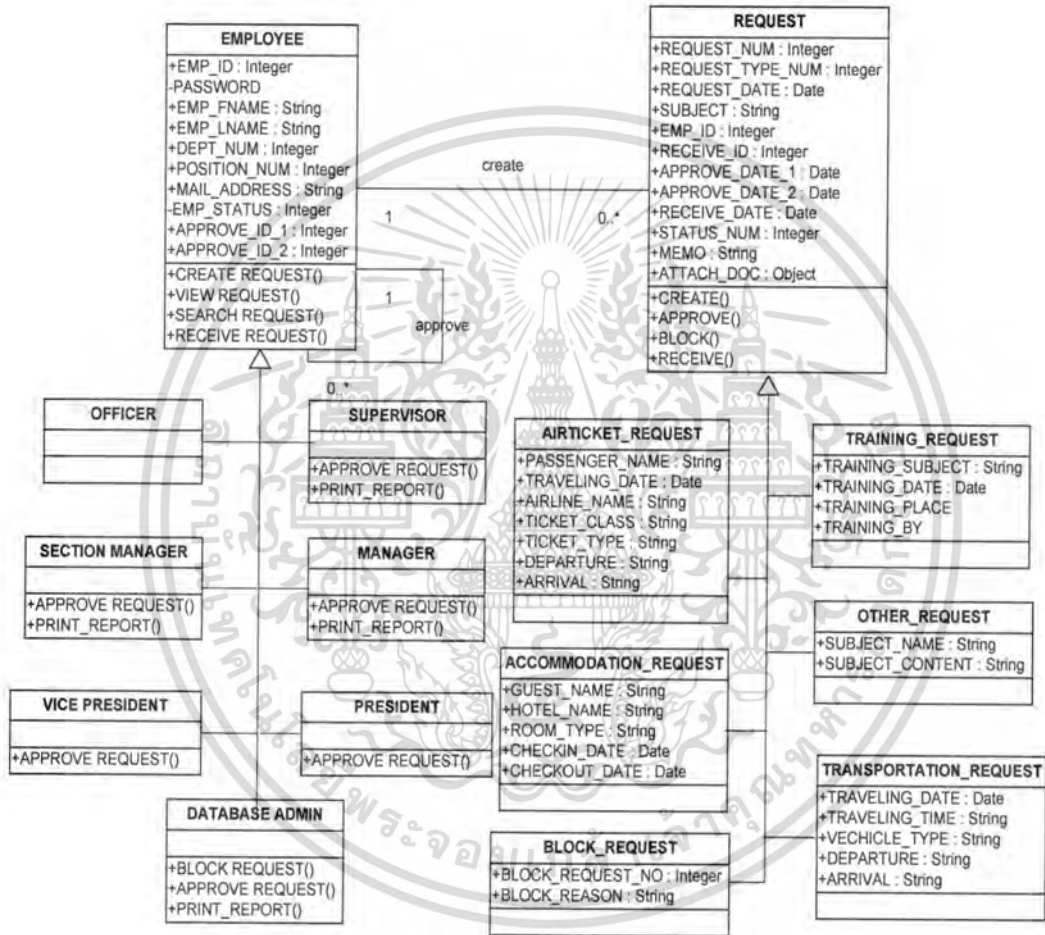 EMPLOYEE
+EMP_ID : Integer
-PASSWORD
+EMP_FNAME : String
+EMP_LNAME : String
+DEPT_NUM : Integer
+POSITION_NUM : Integer
+MAIL_ADDRESS : String
-EMP_STATUS : Integer
+APPROVE_ID_1 : Integer
+APPROVE_ID_2 : Integer
+CREATE REQUEST()
+VIEW REQUEST()
+SEARCH REQUEST()
+RECEIVE REQUEST()
create
1
0..*
1
approve
0..*
REQUEST
+REQUEST_NUM : Integer
+REQUEST_TYPE_NUM : Integer
+REQUEST_DATE : Date
+SUBJECT : String
+EMP_ID : Integer
+RECEIVE_ID : Integer
+APPROVE_DATE_1 : Date
+APPROVE_DATE_2 : Date
+RECEIVE_DATE : Date
+STATUS_NUM : Integer
+MEMO : String
+ATTACH_DOC : Object
+CREATE()
+APPROVE()
+BLOCK()
+RECEIVE()
OFFICER
SUPERVISOR
+APPROVE REQUEST()
+PRINT_REPORT()
SECTION MANAGER
+APPROVE REQUEST()
+PRINT_REPORT()
MANAGER
+APPROVE REQUEST()
+PRINT_REPORT()
VICE PRESIDENT
+APPROVE REQUEST()
PRESIDENT
+APPROVE REQUEST()
DATABASE ADMIN
+BLOCK REQUEST()
+APPROVE REQUEST()
+PRINT_REPORT()
AIRTICKET_REQUEST
+PASSENGER_NAME : String
+TRAVELING_DATE : Date
+AIRLINE_NAME : String
+TICKET_CLASS : String
+TICKET_TYPE : String
+DEPARTURE : String
+ARRIVAL : String
TRAINING_REQUEST
+TRAINING_SUBJECT : String
+TRAINING_DATE : Date
+TRAINING_PLACE
+TRAINING_BY
ACCOMMODATION_REQUEST
+GUEST_NAME : String
+HOTEL_NAME : String
+ROOM_TYPE : String
+CHECKIN_DATE : Date
+CHECKOUT_DATE : Date
OTHER_REQUEST
+SUBJECT_NAME : String
+SUBJECT_CONTENT : String
BLOCK_REQUEST
+BLOCK_REQUEST_NO : Integer
+BLOCK_REASON : String
TRANSPORTATION_REQUEST
+TRAVELING_DATE : Date
+TRAVELING_TIME : String
+VECHICLE_TYPE : String
+DEPARTURE : String
+ARRIVAL : String